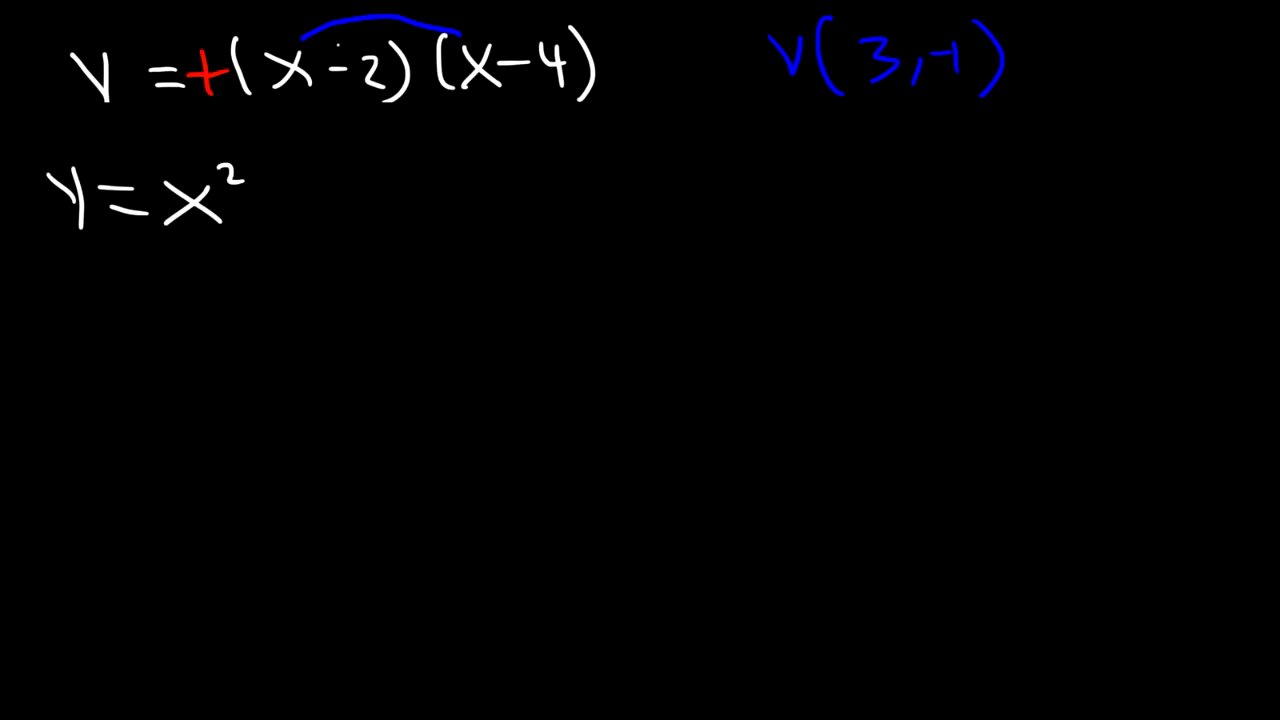 y =+(x-2)(x-4) V(3,-1)
y=x²